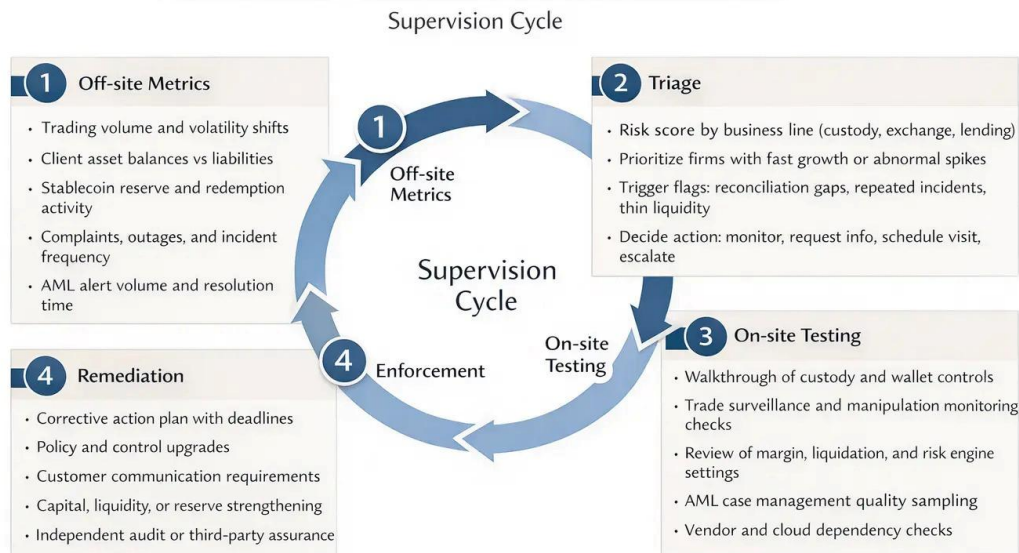 Supervision Cycle
1 Off-site Metrics
• Trading volume and volatility shifts
• Client asset balances vs liabilities
• Stablecoin reserve and redemption
activity
• Complaints, outages, and incident
frequency
• AML alert volume and resolution
time
2 Triage
• Risk score by business line (custody, exchange, lending)
• Prioritize firms with fast growth or abnormal spikes
• Trigger flags: reconciliation gaps, repeated incidents,
thin liquidity
• Decide action: monitor, request info, schedule visit,
escalate
1
Off-site
Metrics
Supervision
Cycle
On-site
Testing
4 Enforcement
3 On-site Testing
• Walkthrough of custody and wallet controls
• Trade surveillance and manipulation monitoring
checks
• Review of margin, liquidation, and risk engine
settings
• AML case management quality sampling
• Vendor and cloud dependency checks
4 Remediation
• Corrective action plan with deadlines
• Policy and control upgrades
• Customer communication requirements
• Capital, liquidity, or reserve strengthening
• Independent audit or third-party assurance